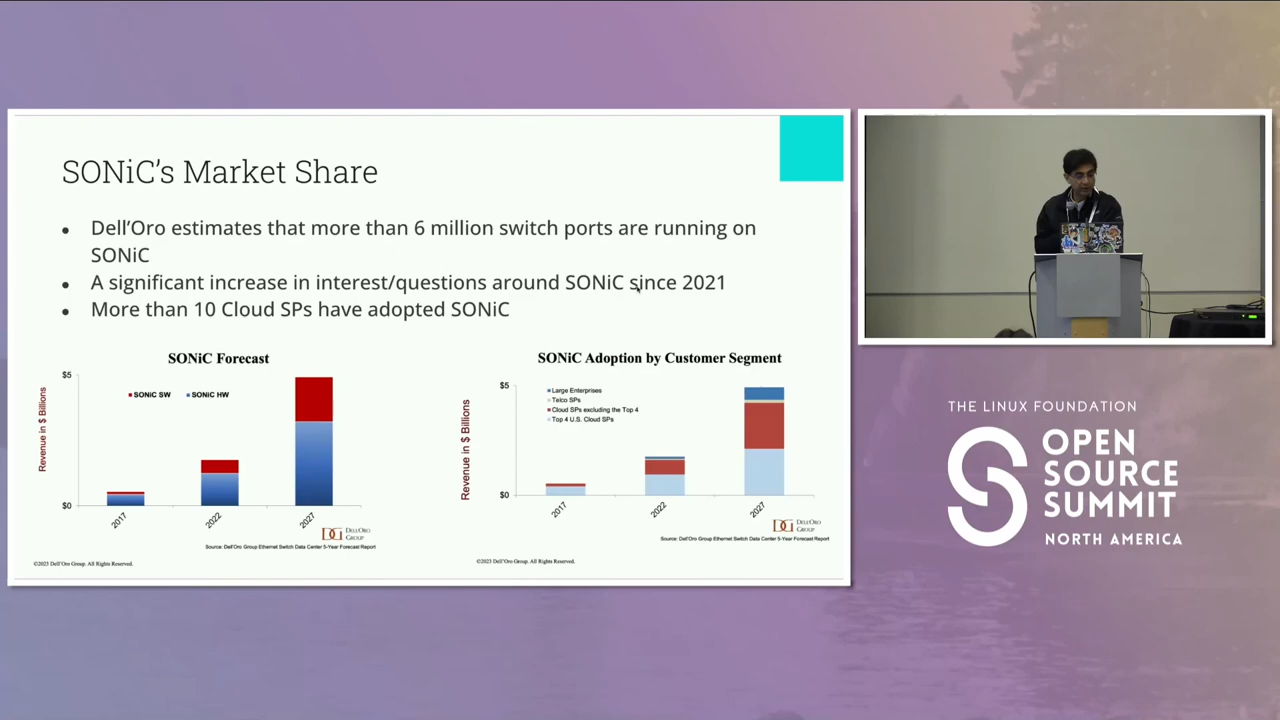 SONiC's Market Share
● Dell'Oro estimates that more than 6 million switch ports are running on
SONiC
● A significant increase in interest/questions around SONiC since 2021
● More than 10 Cloud SPs have adopted SONiC
SONiC Forecast
$5
SONiC SW
SONiC HW
Revenue in $ Billions
$0
2017
2022
2027
DELL'ORO
GROUP
Source: Dell'Oro Group Ethernet Switch Data Center 5-Year Forecast Report
©2023 Dell'Oro Group. All Rights Reserved.
SONiC Adoption by Customer Segment
$5
Large Enterprises
Telco SPs
Cloud SPs excluding the Top 4
Top 4 U.S. Cloud SPs
Revenue in $ Billions
$0
2017
2022
2027
DELL'ORO
GROUP
Source: Dell'Oro Group Ethernet Switch Data Center 5-Year Forecast Report
©2023 Dell'Oro Group. All Rights Reserved.
THE LINUX FOUNDATION
OPEN
SOURCE
SUMMIT
NORTH AMERICA